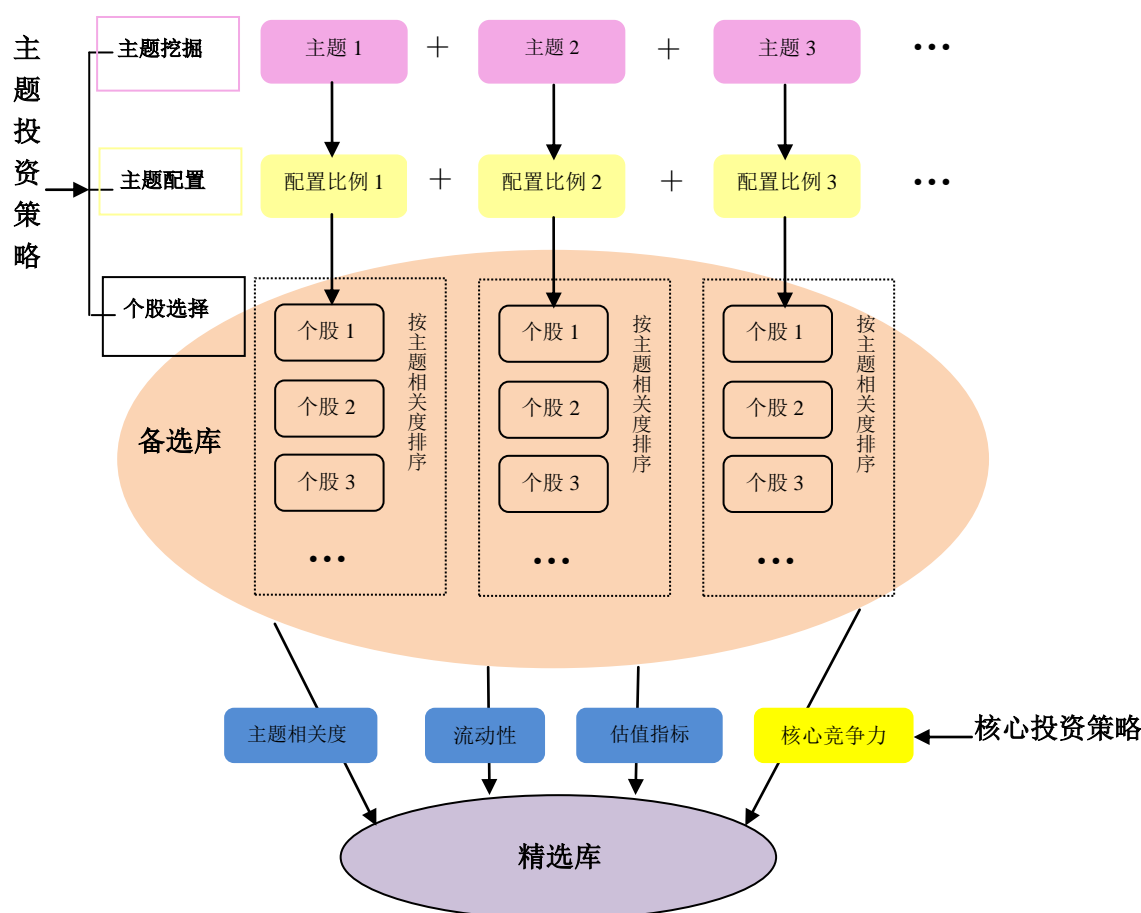 主题投资策略
主题挖掘
主题 1
+
主题 2
+
主题 3
…
主题配置
配置比例 1
+
配置比例 2
+
配置比例 3
…
个股选择
备选库
个股 1
个股 2
个股 3
…
按主题相关度排序
个股 1
个股 2
个股 3
…
按主题相关度排序
个股 1
个股 2
个股 3
…
按主题相关度排序
主题相关度
流动性
估值指标
核心竞争力
核心投资策略
精选库